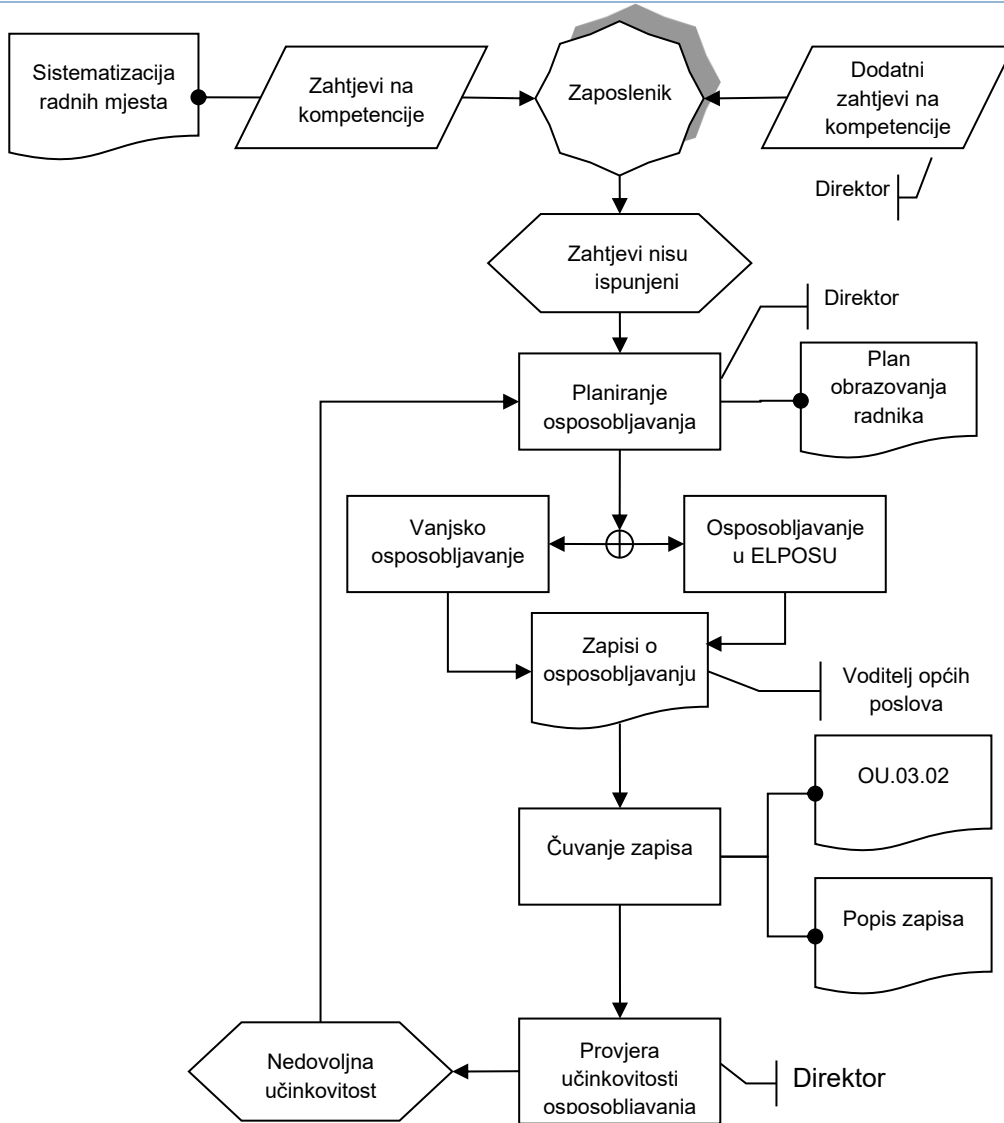 Sistematizacija
radnih mjesta
Zahtjevi na
kompetencije
Zaposlenik
Dodatni
zahtjevi na
kompetencije
Direktor
Zahtjevi nisu
ispunjeni
Direktor
Planiranje
osposobljavanja
Plan
obrazovanja
radnika
Vanjsko
osposobljavanje
Osposobljavanje
u ELPOSU
Zapisi o
osposobljavanju
Voditelj općih
poslova
OU.03.02
Čuvanje zapisa
Popis zapisa
Nedovoljna
učinkovitost
Provjera
učinkovitosti
osposobljavanja
Direktor